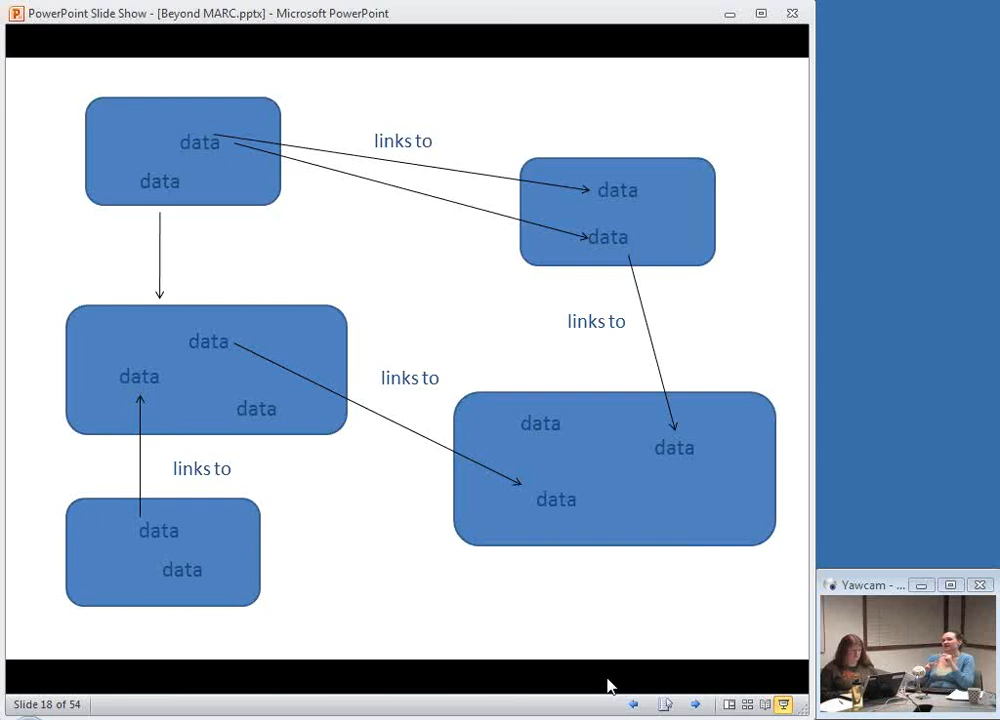 PowerPoint Slide Show - [Beyond MARC.pptx] - Microsoft PowerPoint
data
links to
data
data
data
links to
data
data
links to
data
data
data
data
links to
data
data
data
Slide 18 of 54
Yawcam - ...